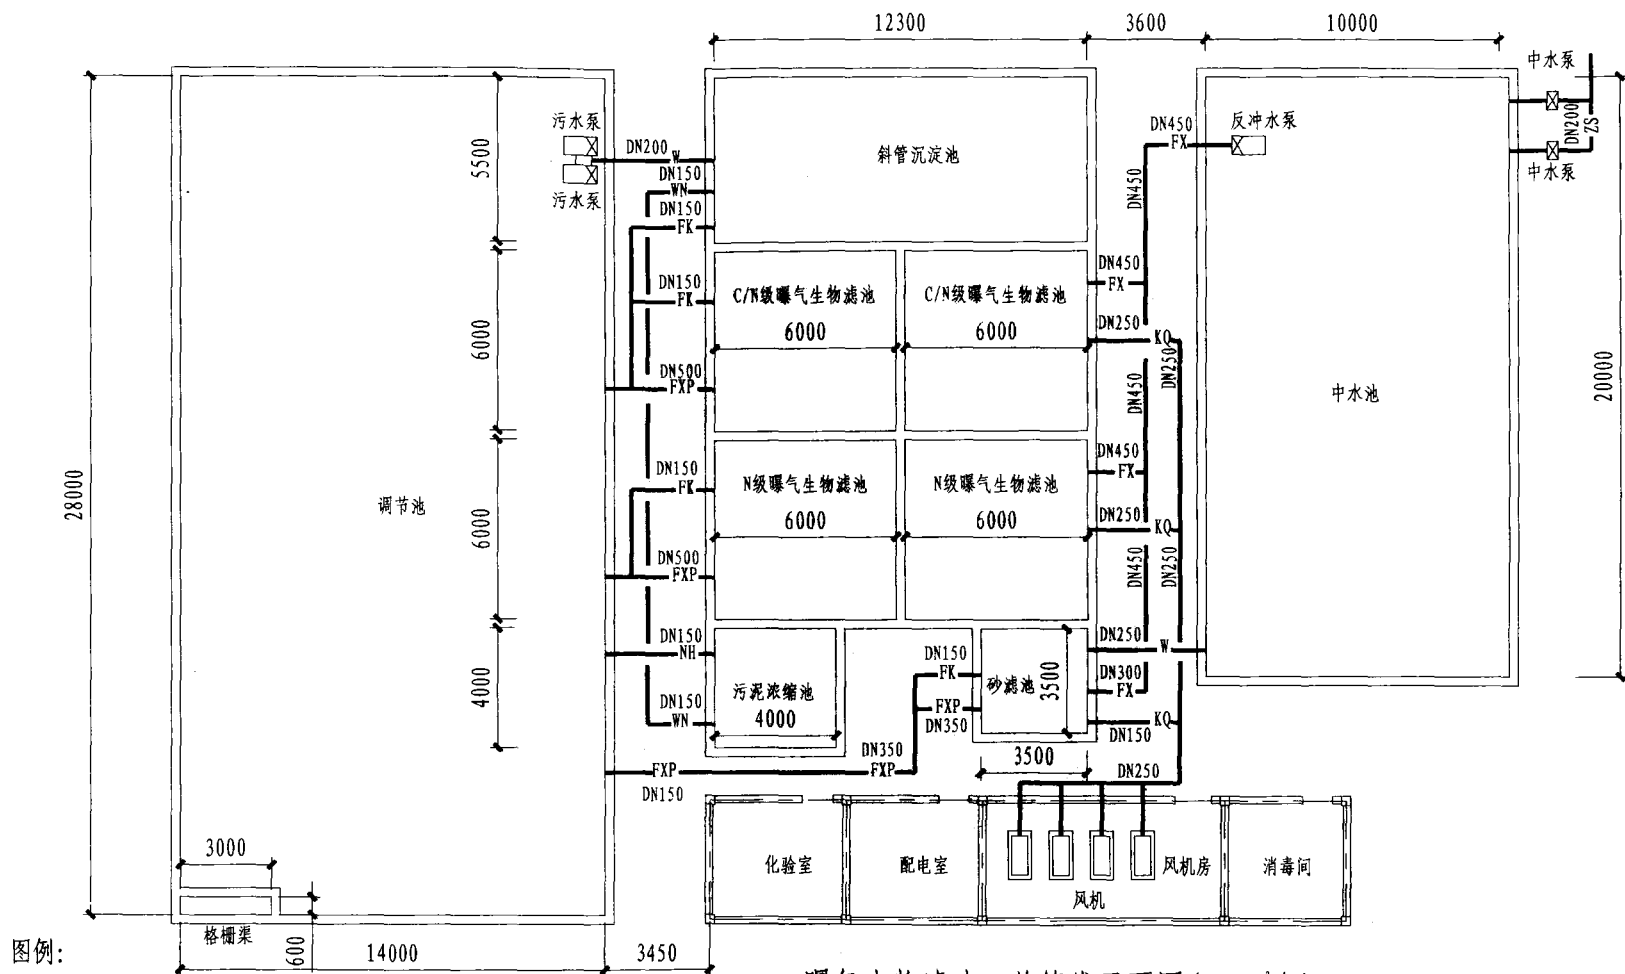 12300
3600
10000
中水泵
DN200
ZS
中水泵
污水泵
污水泵
DN200
W
DN150
WN
DN150
FK
斜管沉淀池
DN450
FX
反冲水泵
DN450
5500
DN150
FK
C/N级曝气生物滤池
6000
C/N级曝气生物滤池
6000
DN450
FX
DN250
KQ
DN250
6000
DN500
FXP
DN450
中水池
20000
28000
调节池
DN150
FK
N级曝气生物滤池
6000
N级曝气生物滤池
6000
DN450
FX
DN250
KQ
DN250
6000
DN500
FXP
DN450
DN150
NH
DN250
W
DN150
FK
砂滤池
3500
DN300
FX
4000
DN150
WN
污泥浓缩池
4000
FXP
DN350
KQ
DN150
FXP
DN150
DN350
FXP
3500
DN250
3000
格栅渠
600
化验室
配电室
风机
风机房
消毒间
图例:
14000
3450